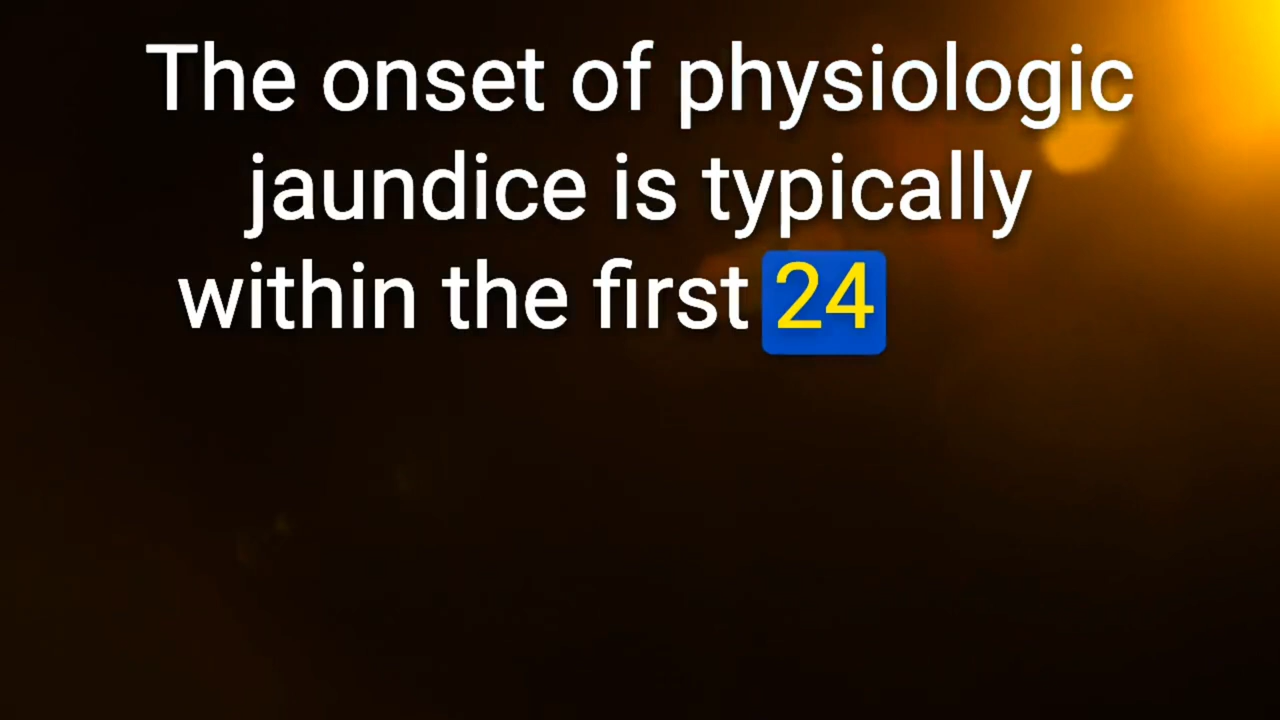 The onset of physiologic
jaundice is typically
within the first 24